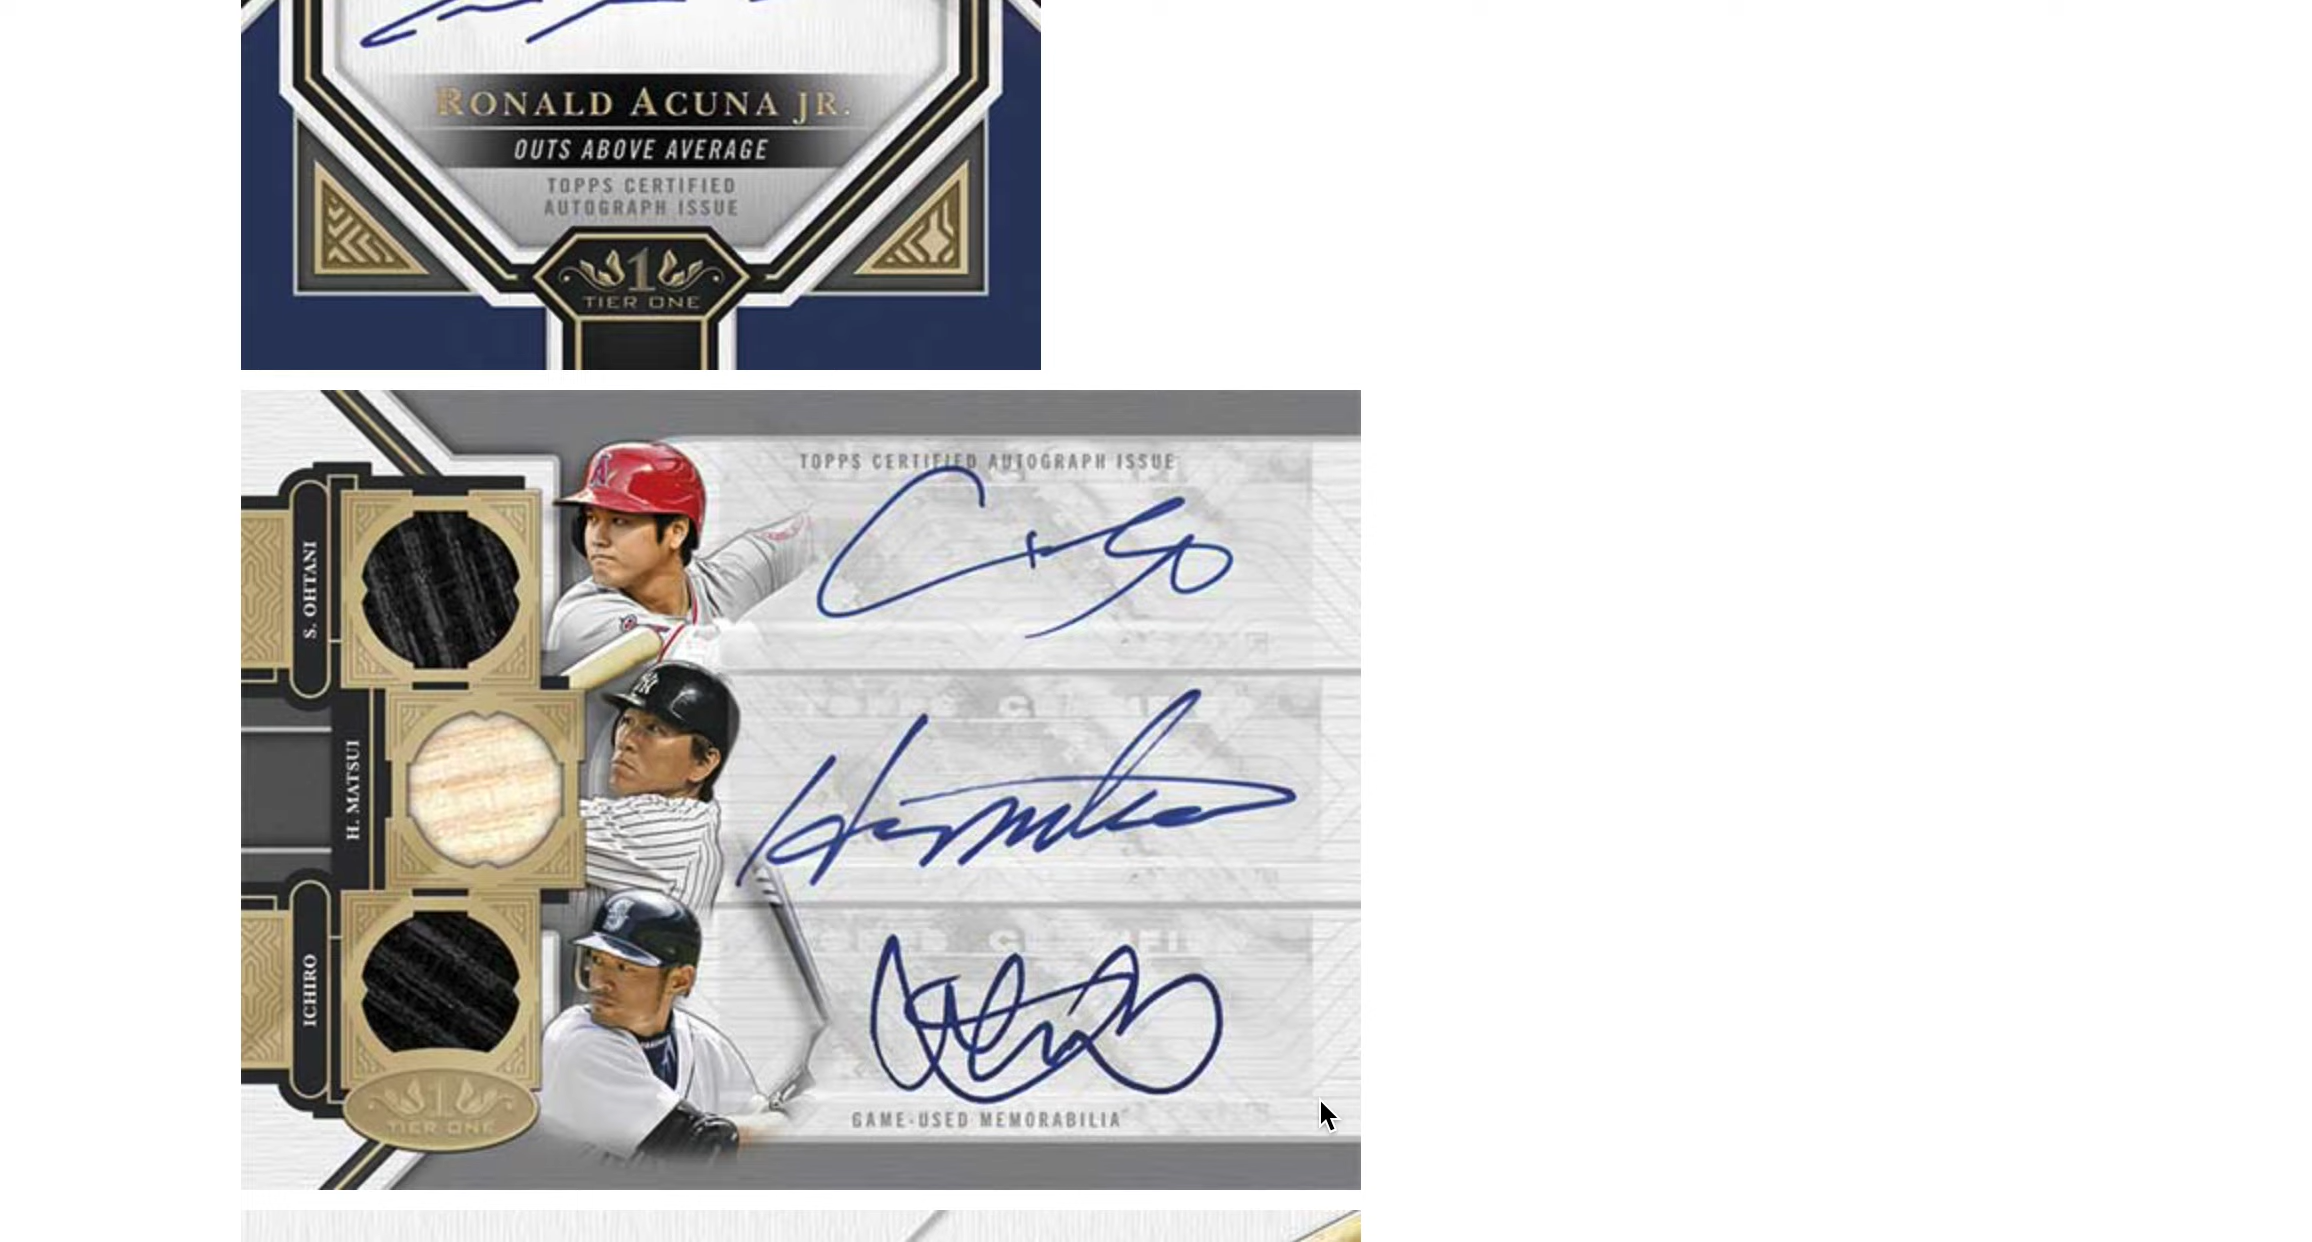 RONALD ACUNA JR.
OUTS ABOVE AVERAGE
TOPPS CERTIFIED
AUTOGRAPH ISSUE
1
TIER ONE
TOPPS CERTIFIED AUTOGRAPH ISSUE
S. OHTANI
H. MATSUI
ICHIRO
1
TIER ONE
GAME-USED MEMORABILIA